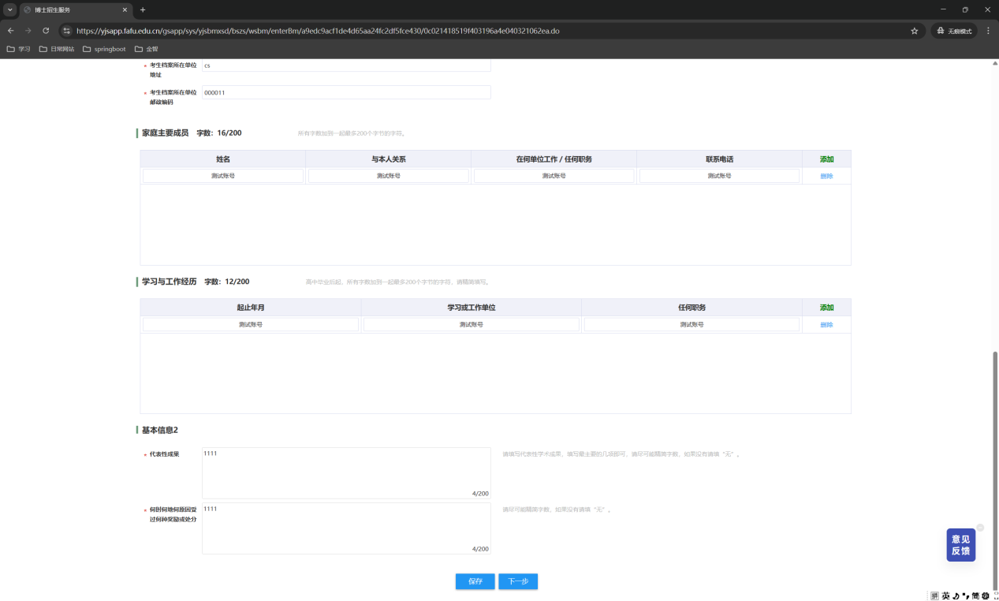 博士招生服务
https://yjsapp.fafu.edu.cn/gsapp/sys/yjsbmxsd/bszs/wsbm/enterBm/a9edc9acf1de4d65aa24fc2df5fce430/0c021418519f403196a4e040321062ea.do
无痕模式
学习 日常网站 springboot 金智
* 考生档案所在单位地址 cs
* 考生档案所在单位邮政编码 000011
家庭主要成员 字数：16/200 所有字数加到一起最多200个字节的字符。
姓名 与本人关系 在何单位工作 / 任何职务 联系电话 添加
测试账号 测试账号 测试账号 测试账号 删除
学习与工作经历 字数：12/200 高中毕业后起，所有字数加到一起最多200个字节的字符，请精简填写。
起止年月 学习或工作单位 任何职务 添加
测试账号 测试账号 测试账号 删除
基本信息2
* 代表性成果 1111 请填写代表性学术成果，填写最主要的几项即可，请尽可能精简字数，如果没有请填“无”。
4/200
* 何时何地何原因受过何种奖励或处分 1111 请尽可能精简字数，如果没有请填“无”。
4/200
意见
反馈
保存 下一步
拼 英 简